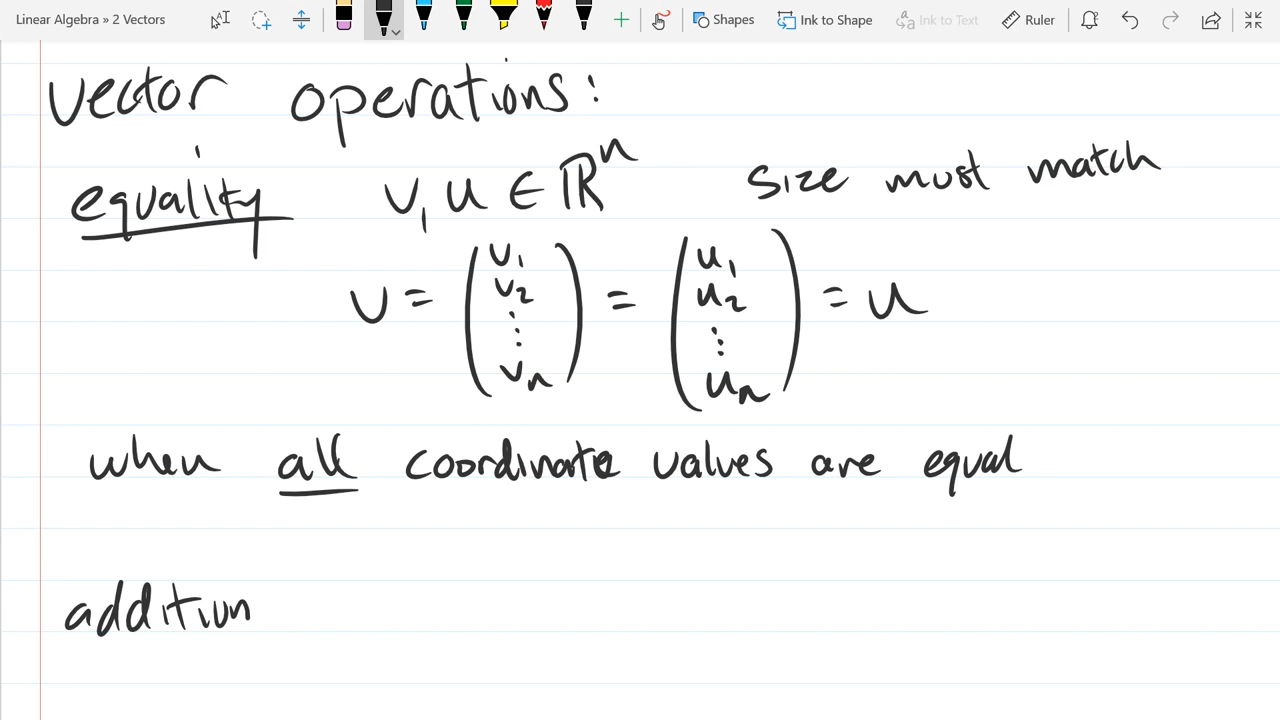 Linear Algebra » 2 Vectors Shapes Ink to Shape Ink to Text Ruler
vector operations:
equality v, u ∈ ℝⁿ size must match
v = (v₁ v₂ ⋮ vₙ) = (u₁ u₂ ⋮ uₙ) = u
when all coordinate values are equal
addition